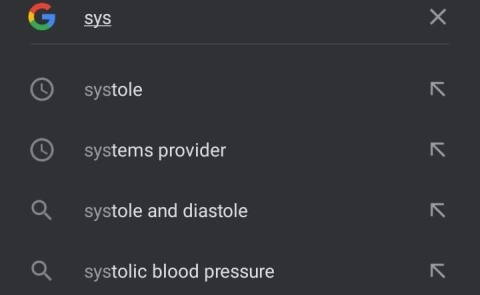 sys
systole
systems provider
systole and diastole
systolic blood pressure